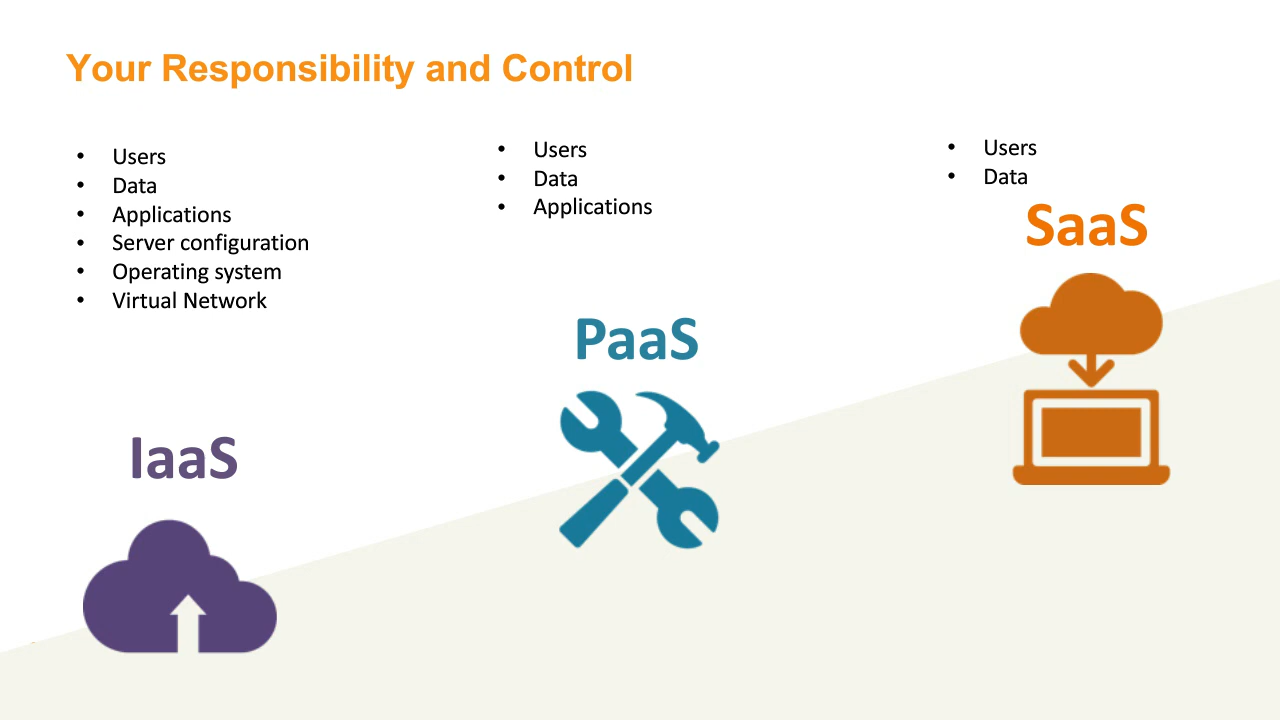 Your Responsibility and Control
• Users
• Data
• Applications
• Server configuration
• Operating system
• Virtual Network
IaaS
• Users
• Data
• Applications
PaaS
• Users
• Data
SaaS